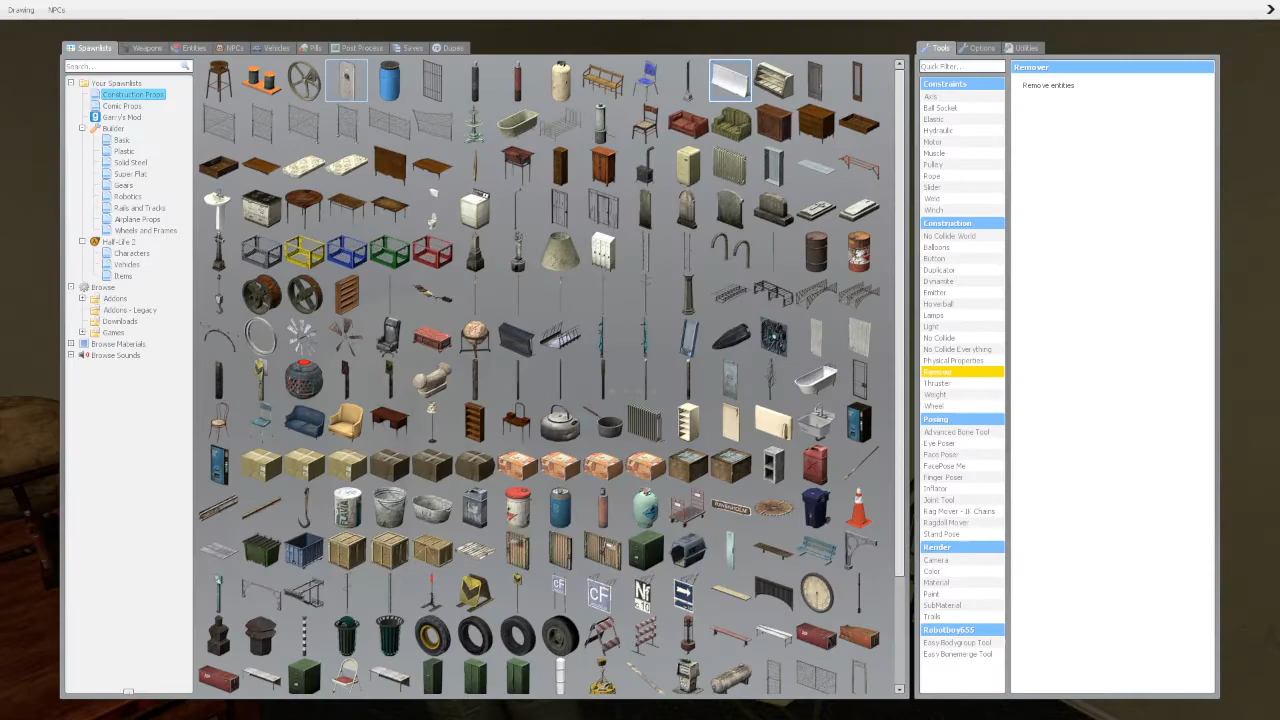 Drawing NPCs
Spawnlists Weapons Entities NPCs Vehicles Pills Post Process Saves Dupes
Search...
Your Spawnlists
Construction Props
Comic Props
Garry's Mod
Builder
Basic
Plastic
Solid Steel
Super Flat
Gears
Robotics
Rails and Tracks
Airplane Props
Wheels and Frames
Half-Life 2
Characters
Vehicles
Items
Browse
Addons
Addons - Legacy
Downloads
Games
Browse Materials
Browse Sounds
cF
cF
Tools Options Utilities
Quick Filter...
Constraints
Axis
Ball Socket
Elastic
Hydraulic
Motor
Muscle
Pulley
Rope
Slider
Weld
Winch
Construction
No Collide World
Balloons
Button
Duplicator
Dynamite
Emitter
Hoverball
Lamps
Light
No Collide
No Collide Everything
Physical Properties
Remover
Thruster
Weight
Wheel
Posing
Advanced Bone Tool
Eye Poser
Face Poser
FacePose Me
Finger Poser
Inflator
Joint Tool
Rag Mover - IK Chains
Ragdoll Mover
Stand Pose
Render
Camera
Color
Material
Paint
SubMaterial
Trails
Robotboy655
Easy Bodygroup Tool
Easy Bonemerge Tool
Remover
Remove entities